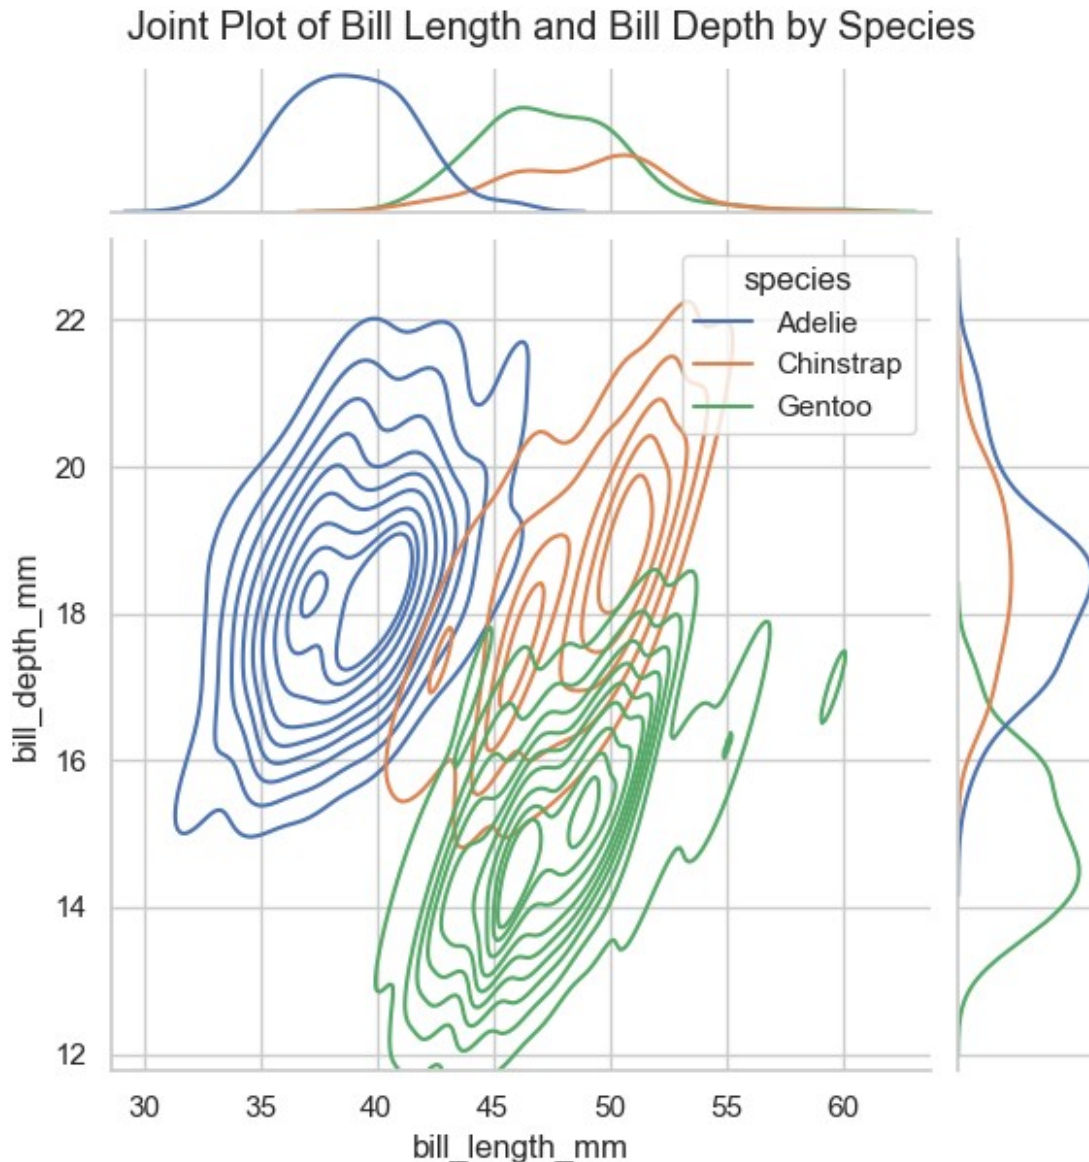 Joint Plot of Bill Length and Bill Depth by Species
species
Adelie
Chinstrap
Gentoo
22
20
18
16
14
12
bill_depth_mm
30 35 40 45 50 55 60
bill_length_mm